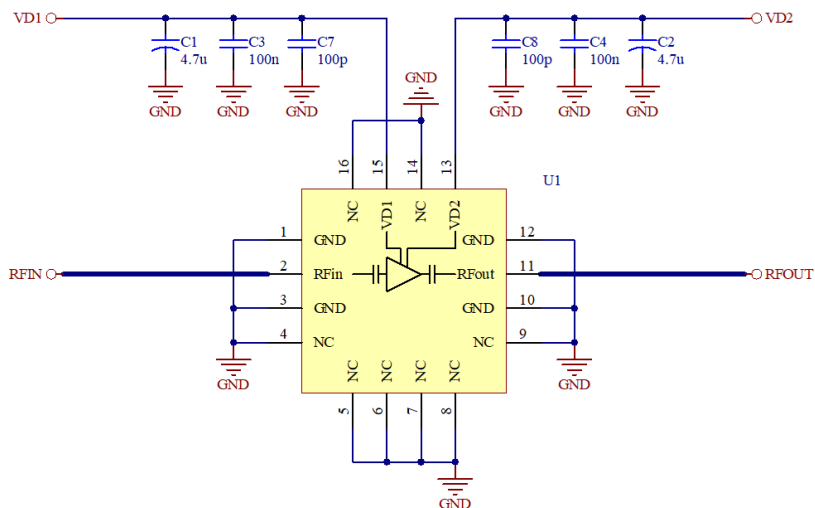 VD1
VD2
C1
4.7u
C3
100n
C7
100p
C8
100p
C4
100n
C2
4.7u
GND
GND
GND
GND
GND
GND
GND
16
15
14
13
U1
NC
VD1
NC
VD2
1
GND
GND
12
RFIN
2
RFin
RFout
11
RFOUT
3
GND
GND
10
4
NC
NC
9
GND
GND
NC
NC
NC
NC
5
6
7
8
GND